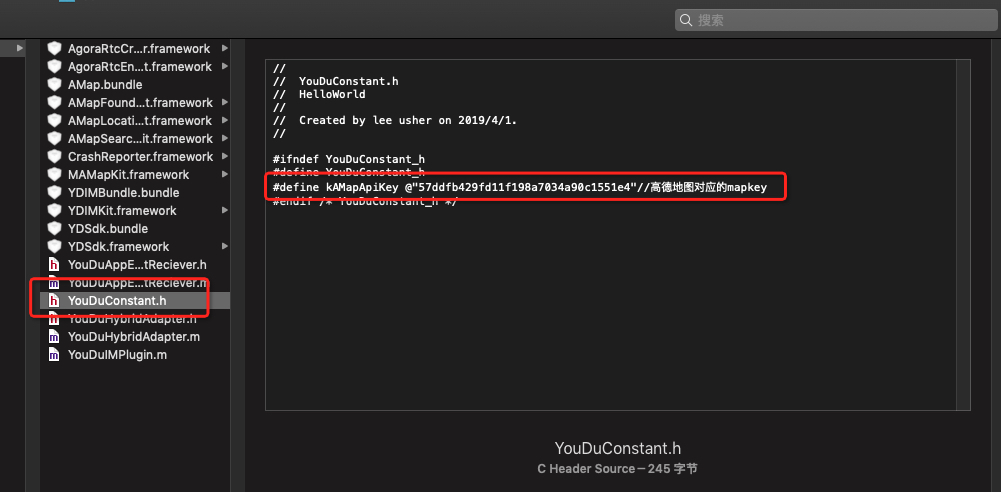 搜索
AgoraRtcCr...r.framework
AgoraRtcEn...t.framework
AMap.bundle
AMapFound...t.framework
AMapLocati...t.framework
AMapSearc...it.framework
CrashReporter.framework
MAMapKit.framework
YDIMBundle.bundle
YDIMKit.framework
YDSdk.bundle
YDSdk.framework
YouDuAppE...tReciever.h
YouDuAppE...tReciever.m
YouDuConstant.h
YouDuHybridAdapter.h
YouDuHybridAdapter.m
YouDuIMPlugin.m
//
//  YouDuConstant.h
//  HelloWorld
//
//  Created by lee usher on 2019/4/1.
//
#ifndef YouDuConstant_h
#define YouDuConstant_h
#define kAMapApiKey @"57ddfb429fd11f198a7034a90c1551e4"//高德地图对应的mapkey
#endif /* YouDuConstant_h */
YouDuConstant.h
C Header Source — 245 字节